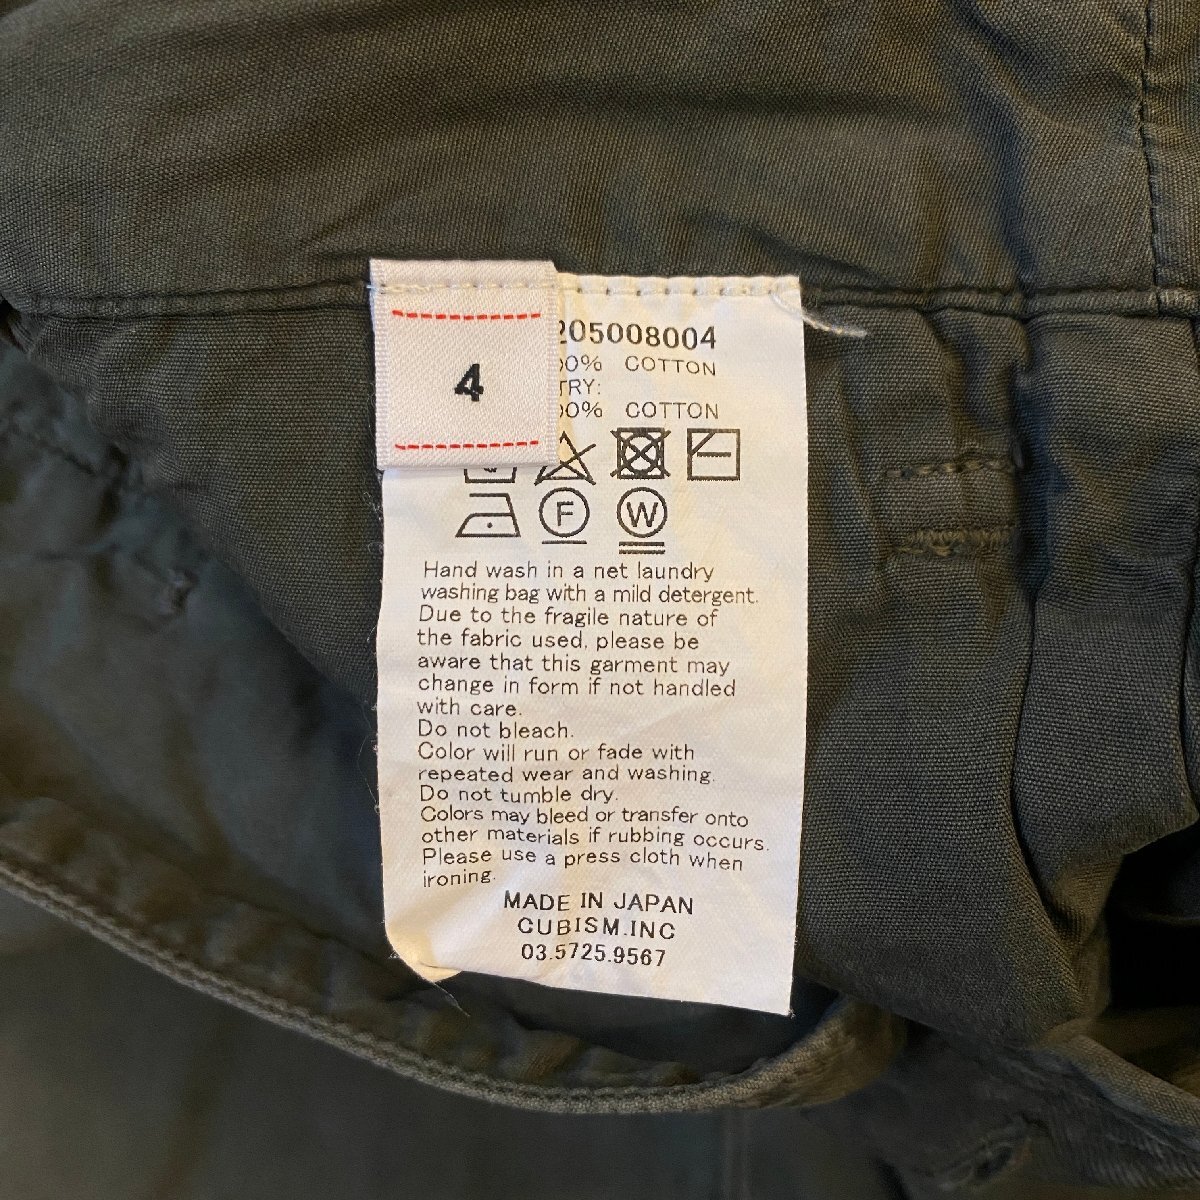 4
205008004
00% COTTON
TRY:
00% COTTON
F W
Hand wash in a net laundry
washing bag with a mild detergent.
Due to the fragile nature of
the fabric used, please be
aware that this garment may
change in form if not handled
with care.
Do not bleach.
Color will run or fade with
repeated wear and washing.
Do not tumble dry.
Colors may bleed or transfer onto
other materials if rubbing occurs.
Please use a press cloth when
ironing.
MADE IN JAPAN
CUBISM.INC
03.5725.9567